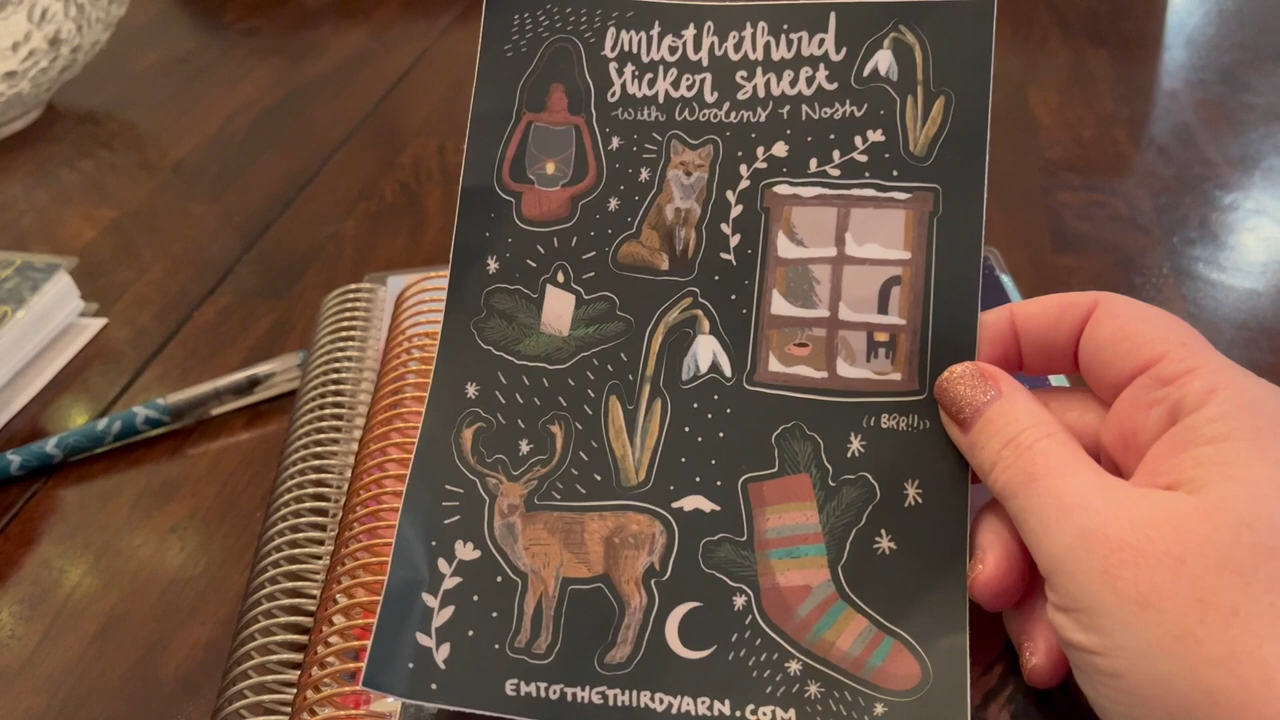 emtothethird
Sticker sheet
with Woolens & Nosh
((BRR!!))
EMTOTHETHIRDYARN.COM